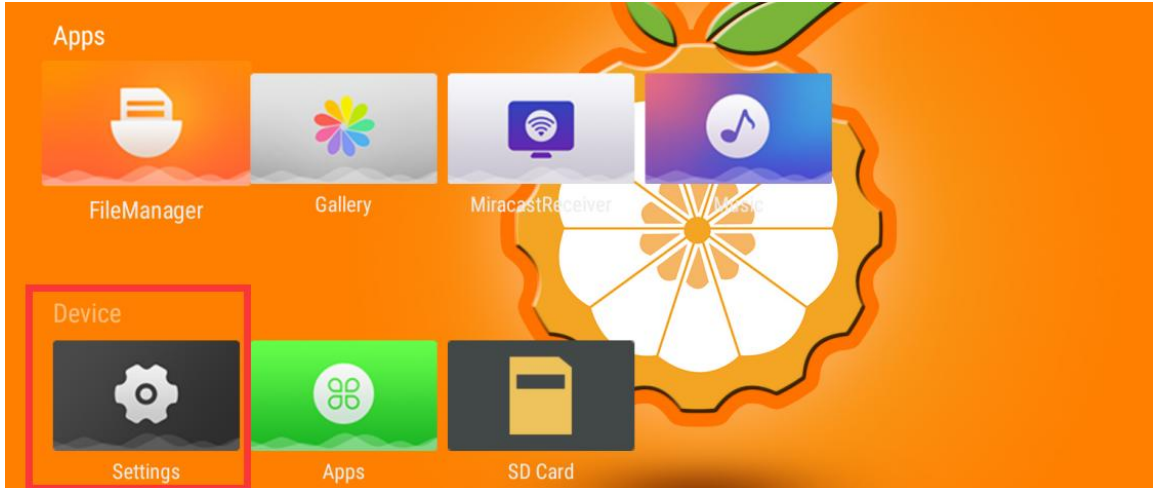 Apps
FileManager
Gallery
MiracastReceiver
Music
Device
Settings
Apps
SD Card